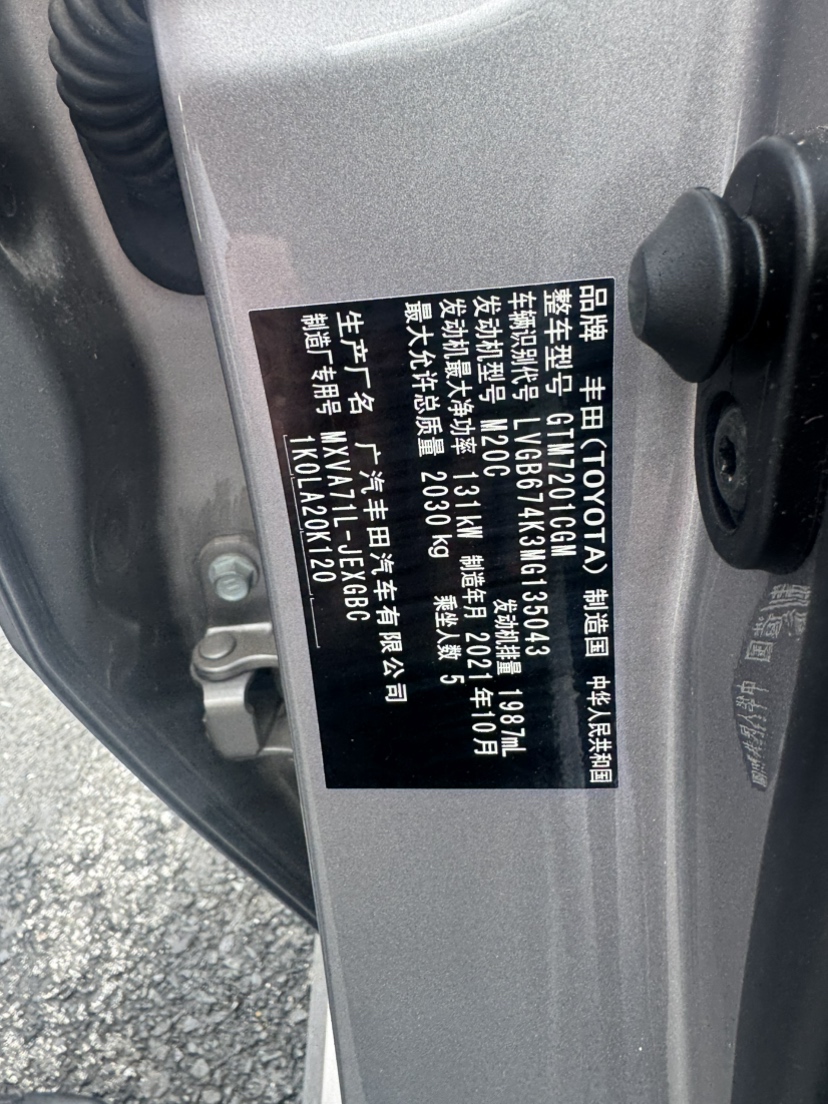 品牌 丰田(TOYOTA) 制造国 中华人民共和国
整车型号 GTM7201CGM
车辆识别代号 LVGB674K3MG135043
发动机型号 M20C 发动机排量 1987mL
发动机最大净功率 131kW 制造年月 2021年10月
最大允许总质量 2030kg 乘坐人数 5
生产厂名 广汽丰田汽车有限公司
制造厂专用号 MXVA71L-JEXGBC
1K0LA20K120